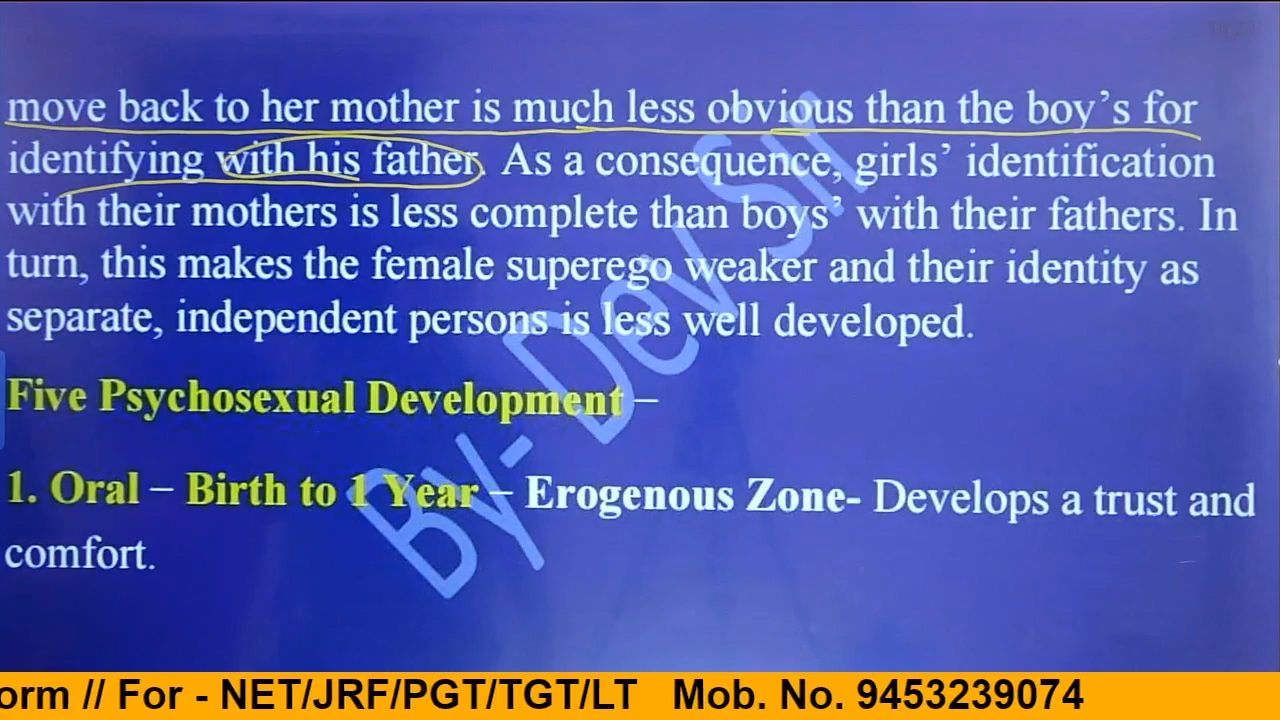 move back to her mother is much less obvious than the boy’s for
identifying with his father. As a consequence, girls’ identification
with their mothers is less complete than boys’ with their fathers. In
turn, this makes the female superego weaker and their identity as
separate, independent persons is less well developed.
Five Psychosexual Development –
1. Oral – Birth to 1 Year – Erogenous Zone- Develops a trust and
comfort.
By- Dev Sir
orm // For - NET/JRF/PGT/TGT/LT Mob. No. 9453239074